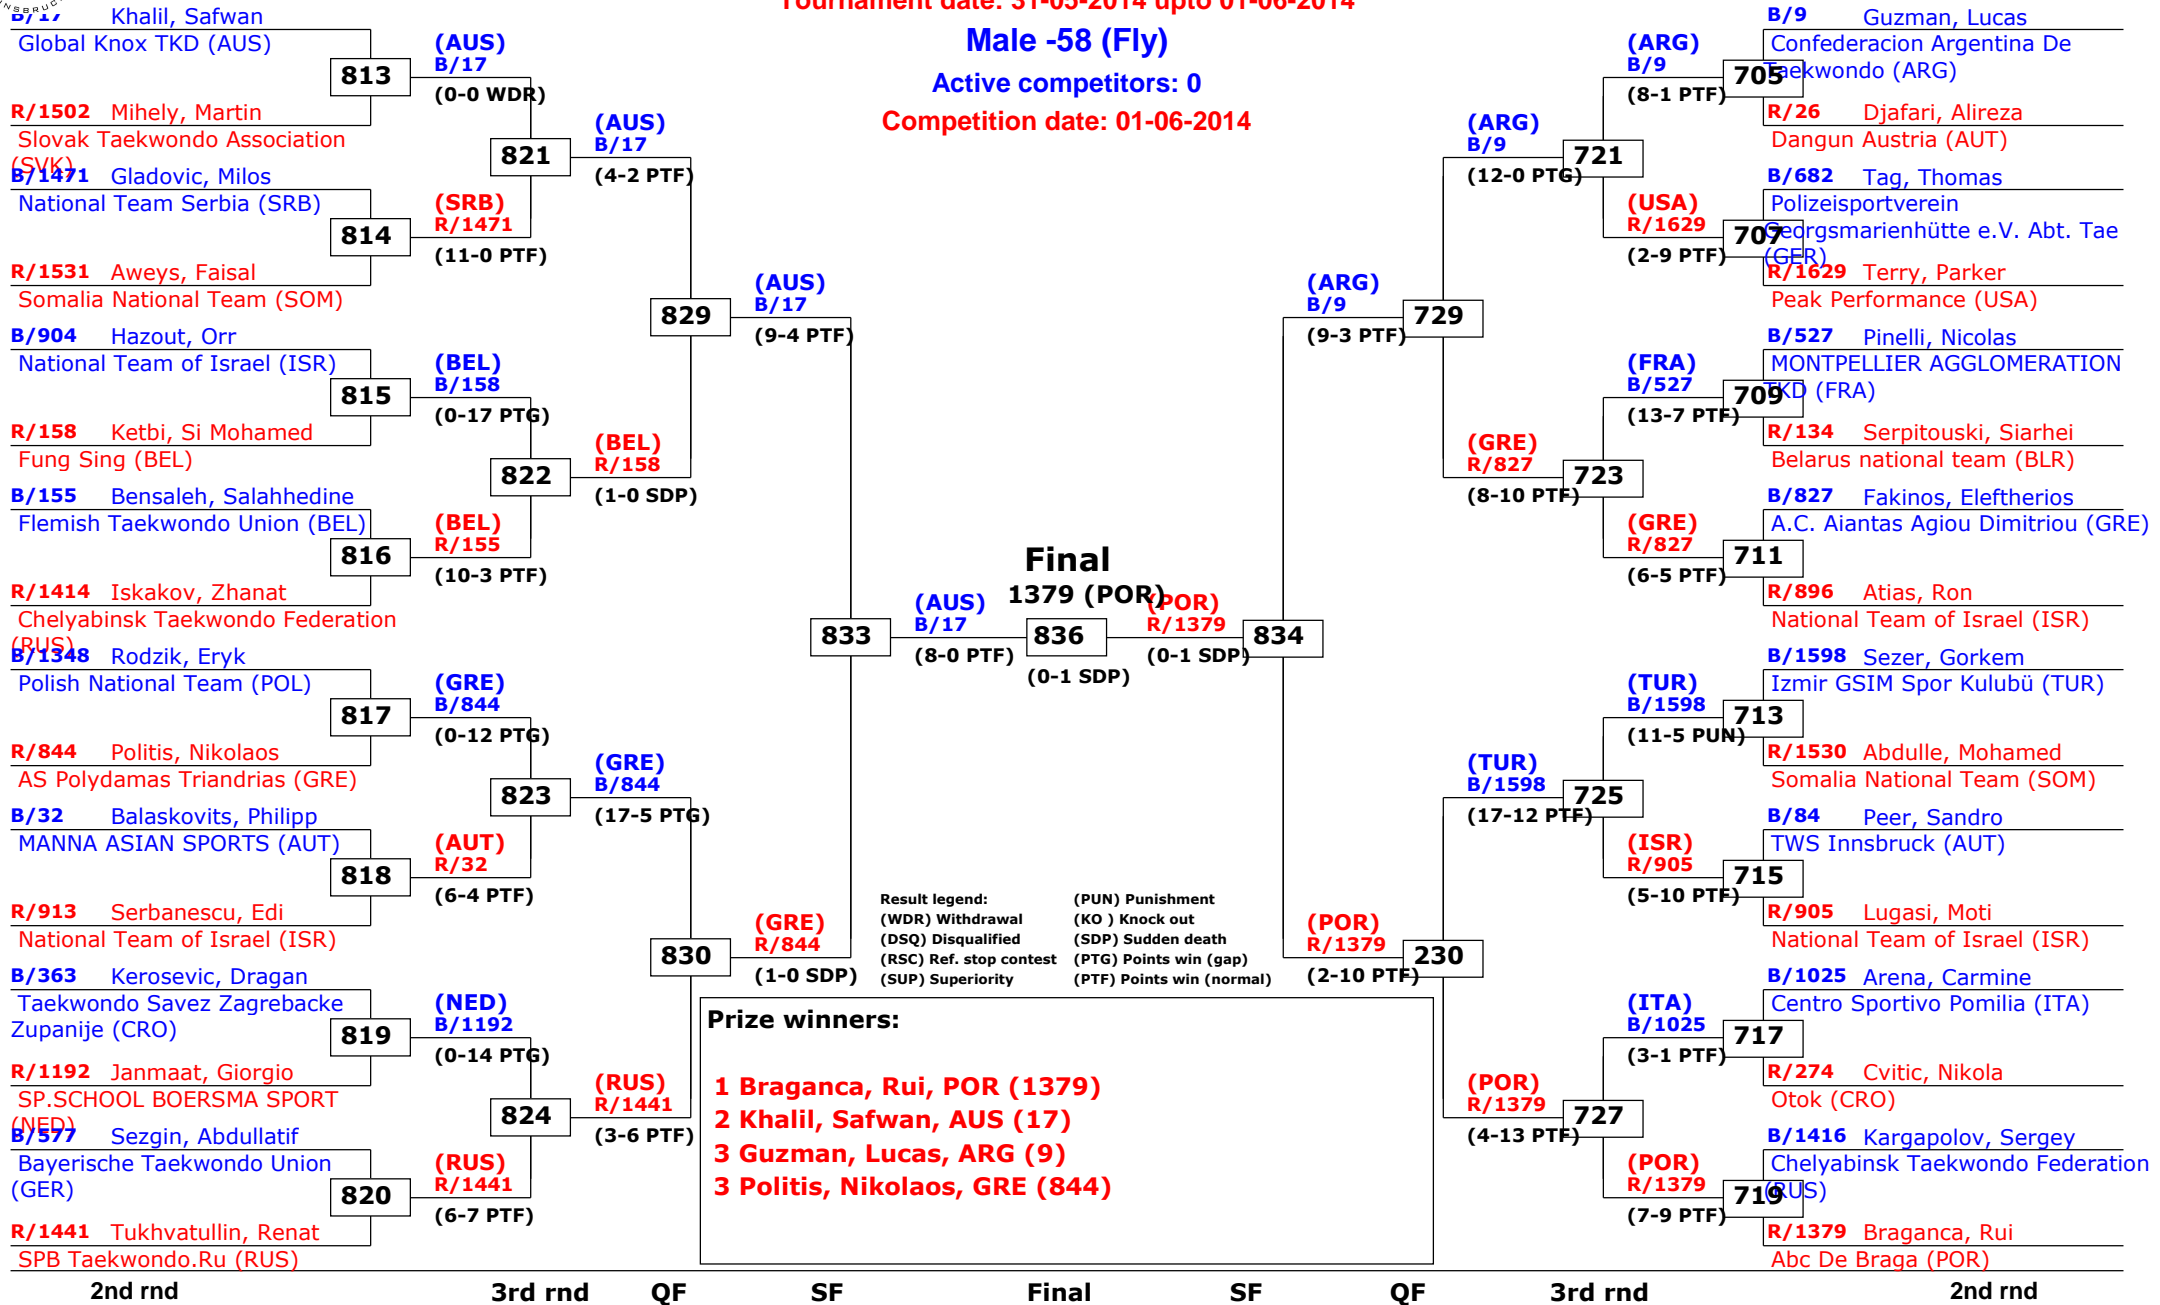 Tournament date: 31-05-2014 upto 01-06-2014
Male -58 (Fly)
Active competitors: 0
Competition date: 01-06-2014
B/17 Khalil, Safwan
Global Knox TKD (AUS)
813
R/1502 Mihely, Martin
Slovak Taekwondo Association
(SVK)
B/1471 Gladovic, Milos
National Team Serbia (SRB)
814
R/1531 Aweys, Faisal
Somalia National Team (SOM)
B/904 Hazout, Orr
National Team of Israel (ISR)
815
R/158 Ketbi, Si Mohamed
Fung Sing (BEL)
B/155 Bensaleh, Salahhedine
Flemish Taekwondo Union (BEL)
816
R/1414 Iskakov, Zhanat
Chelyabinsk Taekwondo Federation
(RUS)
B/1348 Rodzik, Eryk
Polish National Team (POL)
817
R/844 Politis, Nikolaos
AS Polydamas Triandrias (GRE)
B/32 Balaskovits, Philipp
MANNA ASIAN SPORTS (AUT)
818
R/913 Serbanescu, Edi
National Team of Israel (ISR)
B/363 Kerosevic, Dragan
Taekwondo Savez Zagrebacke
Zupanije (CRO)
819
R/1192 Janmaat, Giorgio
SP.SCHOOL BOERSMA SPORT
(NED)
B/577 Sezgin, Abdullatif
Bayerische Taekwondo Union
(GER)
820
R/1441 Tukhvatullin, Renat
SPB Taekwondo.Ru (RUS)
(AUS)
B/17
(0-0 WDR)
821
(SRB)
R/1471
(11-0 PTF)
(BEL)
B/158
(0-17 PTG)
822
(BEL)
R/155
(10-3 PTF)
(GRE)
B/844
(0-12 PTG)
823
(AUT)
R/32
(6-4 PTF)
(NED)
B/1192
(0-14 PTG)
824
(RUS)
R/1441
(6-7 PTF)
(AUS)
B/17
(4-2 PTF)
829
(BEL)
R/158
(1-0 SDP)
(GRE)
B/844
(17-5 PTG)
830
(RUS)
R/1441
(3-6 PTF)
(AUS)
B/17
(9-4 PTF)
833
(GRE)
R/844
(1-0 SDP)
(AUS)
B/17
(8-0 PTF)
Final
1379 (POR)
836
(0-1 SDP)
(POR)
R/1379
(0-1 SDP)
834
(ARG)
B/9
(9-3 PTF)
729
(POR)
R/1379
(2-10 PTF)
230
(ARG)
B/9
(12-0 PTG)
721
(GRE)
R/827
(8-10 PTF)
723
(TUR)
B/1598
(17-12 PTF)
725
(POR)
R/1379
(4-13 PTF)
727
(ARG)
B/9
(8-1 PTF)
(USA)
R/1629
(2-9 PTF)
(FRA)
B/527
(13-7 PTF)
(GRE)
R/827
(6-5 PTF)
(TUR)
B/1598
(11-5 PUN)
(ISR)
R/905
(5-10 PTF)
(ITA)
B/1025
(3-1 PTF)
(POR)
R/1379
(7-9 PTF)
B/9 Guzman, Lucas
Confederacion Argentina De
Taekwondo (ARG)
705
R/26 Djafari, Alireza
Dangun Austria (AUT)
B/682 Tag, Thomas
Polizeisportverein
Georgsmarienhütte e.V. Abt. Tae
(GER)
707
R/1629 Terry, Parker
Peak Performance (USA)
B/527 Pinelli, Nicolas
MONTPELLIER AGGLOMERATION
TKD (FRA)
709
R/134 Serpitouski, Siarhei
Belarus national team (BLR)
B/827 Fakinos, Eleftherios
A.C. Aiantas Agiou Dimitriou (GRE)
711
R/896 Atias, Ron
National Team of Israel (ISR)
B/1598 Sezer, Gorkem
Izmir GSIM Spor Kulubü (TUR)
713
R/1530 Abdulle, Mohamed
Somalia National Team (SOM)
B/84 Peer, Sandro
TWS Innsbruck (AUT)
715
R/905 Lugasi, Moti
National Team of Israel (ISR)
B/1025 Arena, Carmine
Centro Sportivo Pomilia (ITA)
717
R/274 Cvitic, Nikola
Otok (CRO)
B/1416 Kargapolov, Sergey
Chelyabinsk Taekwondo Federation
(RUS)
719
R/1379 Braganca, Rui
Abc De Braga (POR)
Result legend:
(WDR) Withdrawal
(DSQ) Disqualified
(RSC) Ref. stop contest
(SUP) Superiority
(PUN) Punishment
(KO ) Knock out
(SDP) Sudden death
(PTG) Points win (gap)
(PTF) Points win (normal)
Prize winners:
1 Braganca, Rui, POR (1379)
2 Khalil, Safwan, AUS (17)
3 Guzman, Lucas, ARG (9)
3 Politis, Nikolaos, GRE (844)
2nd rnd 3rd rnd QF SF Final SF QF 3rd rnd 2nd rnd